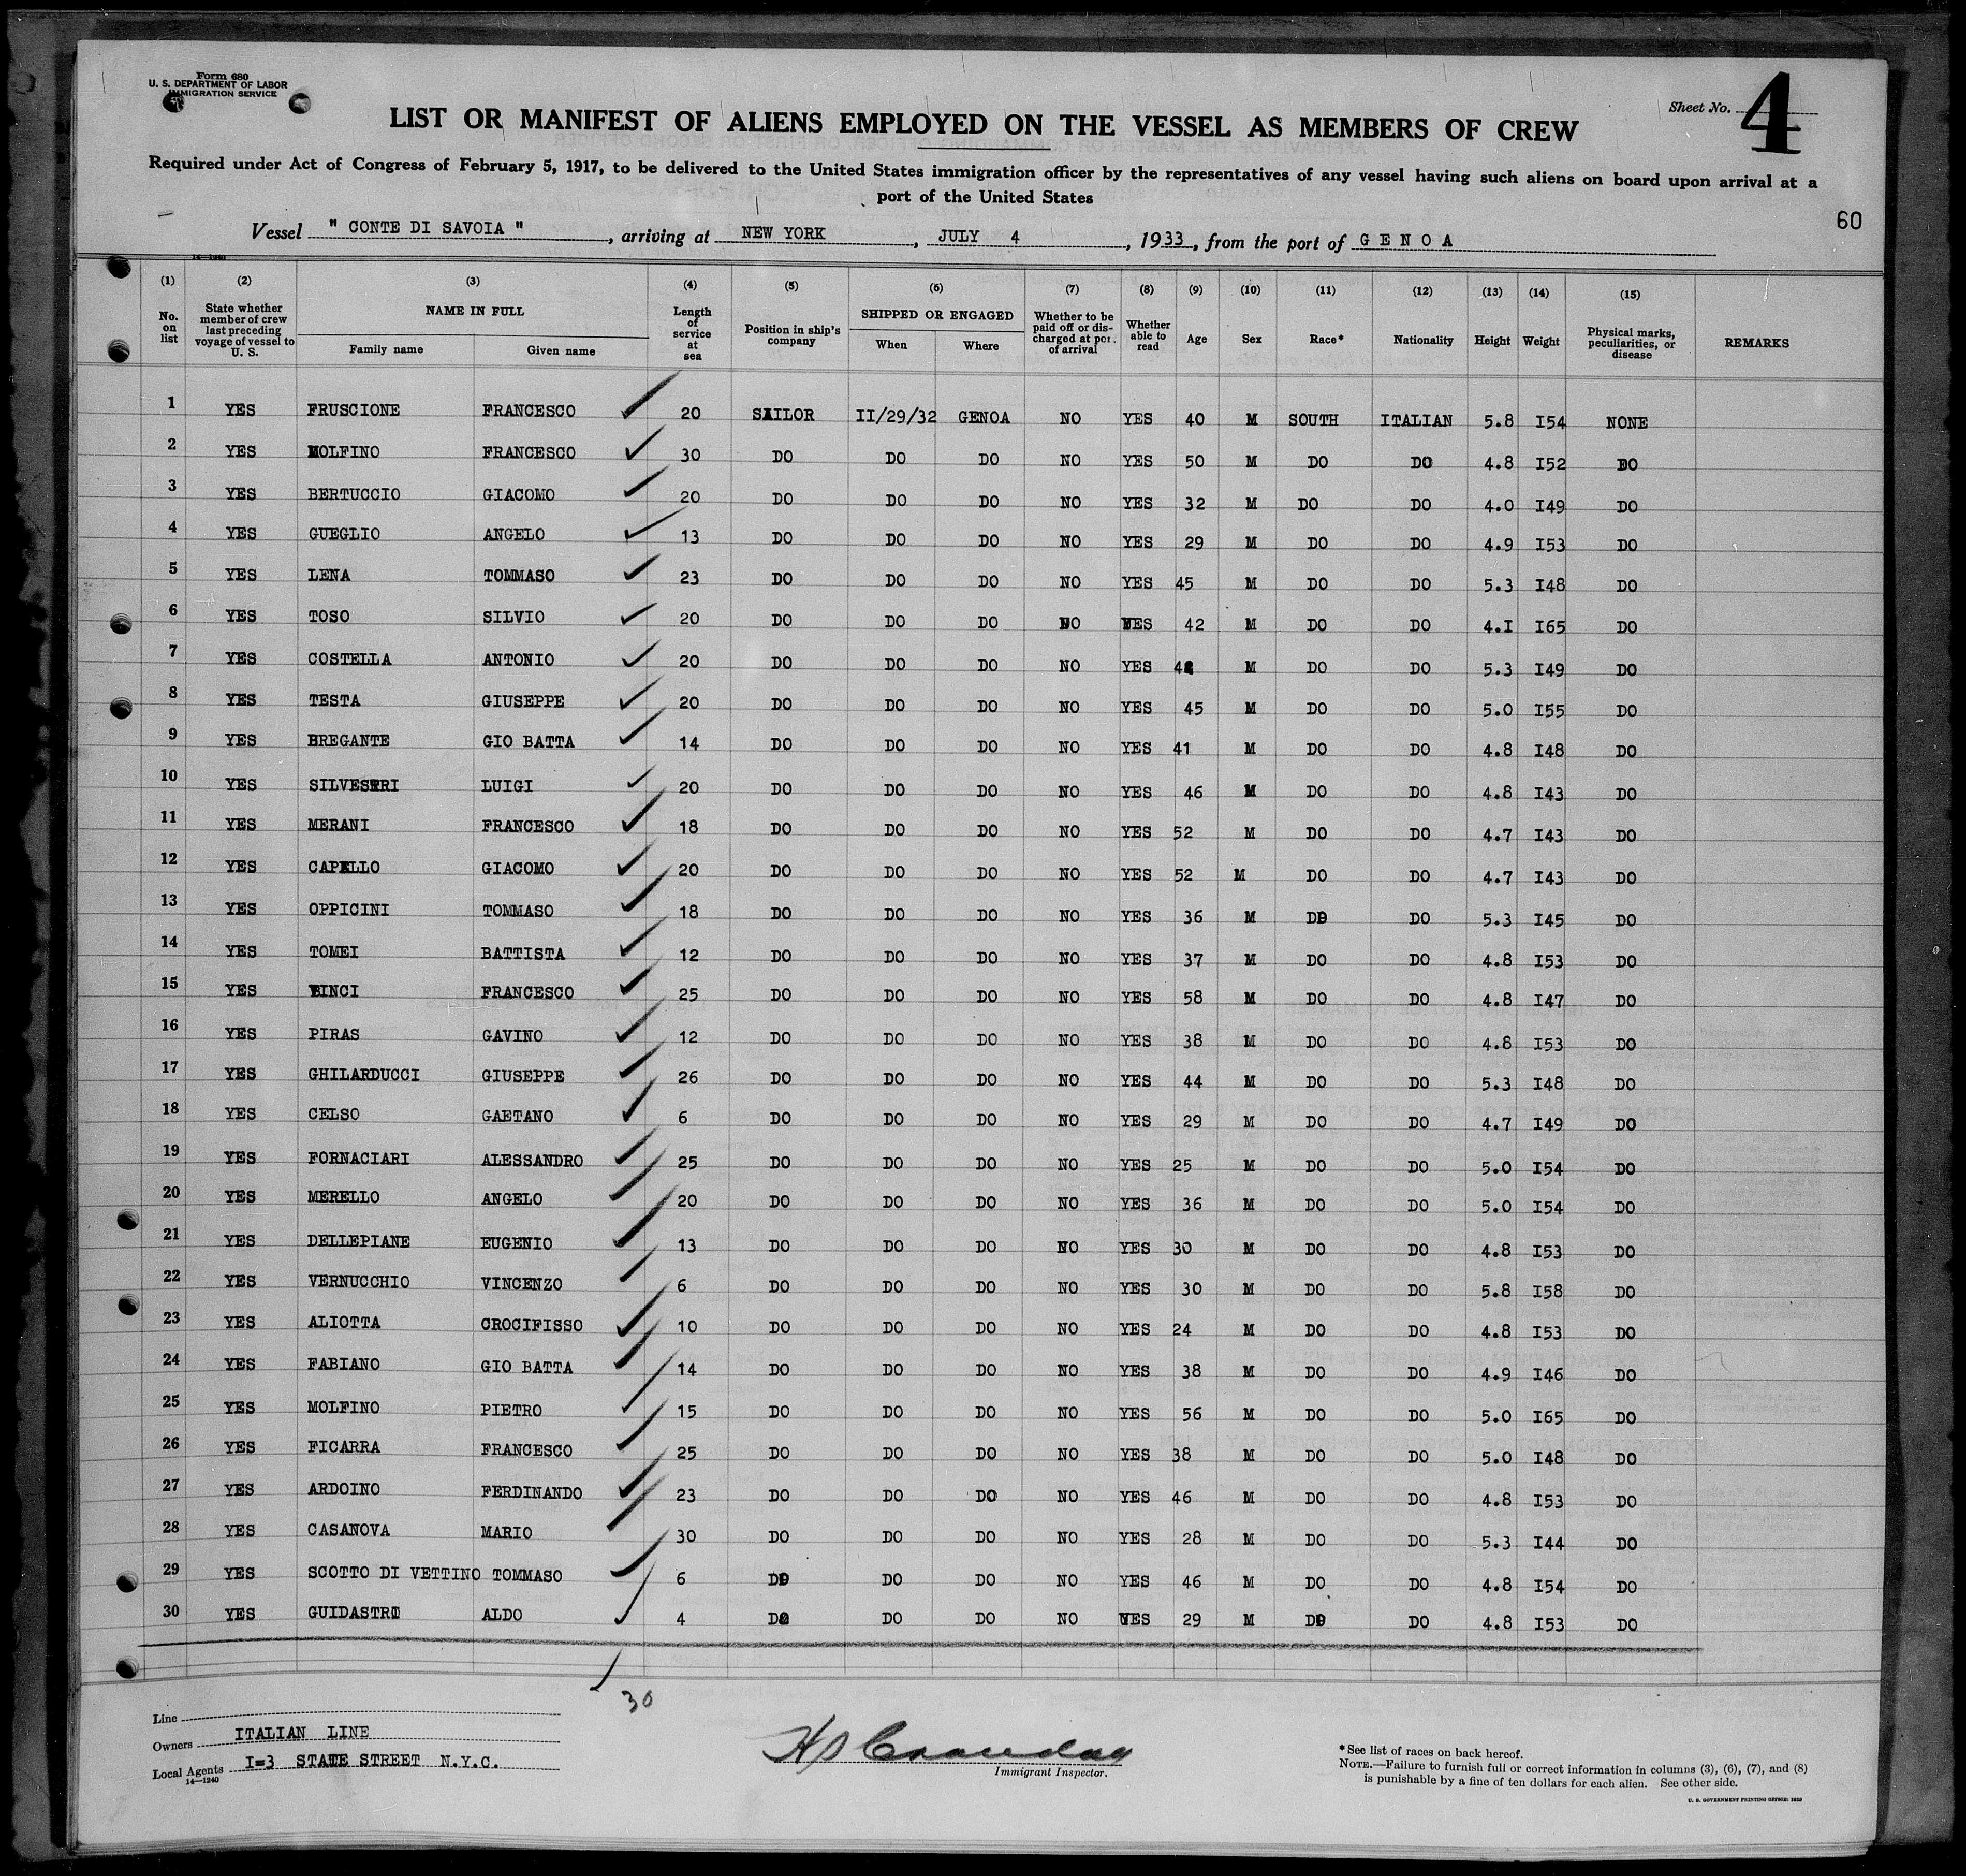 Form 680
U. S. DEPARTMENT OF LABOR
IMMIGRATION SERVICE
Sheet No. 4
LIST OR MANIFEST OF ALIENS EMPLOYED ON THE VESSEL AS MEMBERS OF CREW
Required under Act of Congress of February 5, 1917, to be delivered to the United States immigration officer by the representatives of any vessel having such aliens on board upon arrival at a
port of the United States
60
Vessel " CONTE DI SAVOIA ", arriving at NEW YORK, JULY 4, 1933, from the port of G E N O A
(1) (2) (3) (4) (5) (6) (7) (8) (9) (10) (11) (12) (13) (14) (15)
No. on list State whether member of crew last preceding voyage of vessel to U. S. NAME IN FULL Family name Given name Length of service at sea Position in ship's company SHIPPED OR ENGAGED When Where Whether to be paid off or discharged at port of arrival Whether able to read Age Sex Race* Nationality Height Weight Physical marks, peculiarities, or disease REMARKS
1 YES FRUSCIONE FRANCESCO 20 SAILOR II/29/32 GENOA NO YES 40 M SOUTH ITALIAN 5.8 I54 NONE
2 YES MOLFINO FRANCESCO 30 DO DO DO NO YES 50 M DO DO 4.8 I52 DO
3 YES BERTUCCIO GIACOMO 20 DO DO DO NO YES 32 M DO DO 4.0 I49 DO
4 YES GUEGLIO ANGELO 13 DO DO DO NO YES 29 M DO DO 4.9 I53 DO
5 YES LENA TOMMASO 23 DO DO DO NO YES 45 M DO DO 5.3 I48 DO
6 YES TOSO SILVIO 20 DO DO DO NO YES 42 M DO DO 4.I I65 DO
7 YES COSTELLA ANTONIO 20 DO DO DO NO YES M DO DO 5.3 I49 DO
8 YES TESTA GIUSEPPE 20 DO DO DO NO YES 45 M DO DO 5.0 I55 DO
9 YES BREGANTE GIO BATTA 14 DO DO DO NO YES 41 M DO DO 4.8 I48 DO
10 YES SILVESTRI LUIGI 20 DO DO DO NO YES 46 M DO DO 4.8 I43 DO
11 YES MERANI FRANCESCO 18 DO DO DO NO YES 52 M DO DO 4.7 I43 DO
12 YES CAPELLO GIACOMO 20 DO DO DO NO YES 52 M DO DO 4.7 I43 DO
13 YES OPPICINI TOMMASO 18 DO DO DO NO YES 36 M DO DO 5.3 I45 DO
14 YES TOMEI BATTISTA 12 DO DO DO NO YES 37 M DO DO 4.8 I53 DO
15 YES FRANCESCO 25 DO DO DO NO YES 58 M DO DO 4.8 I47 DO
16 YES PIRAS GAVINO 12 DO DO DO NO YES 38 M DO DO 4.8 I53 DO
17 YES GHILARDUCCI GIUSEPPE 26 DO DO DO NO YES 44 M DO DO 5.3 I48 DO
18 YES CELSO GAETANO 6 DO DO DO NO YES 29 M DO DO 4.7 I49 DO
19 YES FORNACIARI ALESSANDRO 25 DO DO DO NO YES 25 M DO DO 5.0 I54 DO
20 YES MERELLO ANGELO 20 DO DO DO NO YES 36 M DO DO 5.0 I54 DO
21 YES DELLEPIANE EUGENIO 13 DO DO DO NO YES 30 M DO DO 4.8 I53 DO
22 YES VERNUCCHIO VINCENZO 6 DO DO DO NO YES 30 M DO DO 5.8 I58 DO
23 YES ALIOTTA CROCIFISSO 10 DO DO DO NO YES 24 M DO DO 4.8 I53 DO
24 YES FABIANO GIO BATTA 14 DO DO DO NO YES 38 M DO DO 4.9 I46 DO
25 YES MOLFINO PIETRO 15 DO DO DO NO YES 56 M DO DO 5.0 I65 DO
26 YES FICARRA FRANCESCO 25 DO DO DO NO YES 38 M DO DO 5.0 I48 DO
27 YES ARDOINO FERDINANDO 23 DO DO DO NO YES 46 M DO DO 4.8 I53 DO
28 YES CASANOVA MARIO 30 DO DO DO NO YES 28 M DO DO 5.3 I44 DO
29 YES SCOTTO DI VETTINO TOMMASO 6 DO DO DO NO YES 46 M DO DO 4.8 I54 DO
30 YES GUIDASTRI ALDO 4 DO DO DO NO YES 29 M DO DO 4.8 I53 DO
30
Line
Owners ITALIAN LINE
Local Agents I=3 STATE STREET N.Y.C.
14—1240
Immigrant Inspector.
*See list of races on back hereof.
NOTE.—Failure to furnish full or correct information in columns (3), (6), (7), and (8)
is punishable by a fine of ten dollars for each alien. See other side.
U. S. GOVERNMENT PRINTING OFFICE: